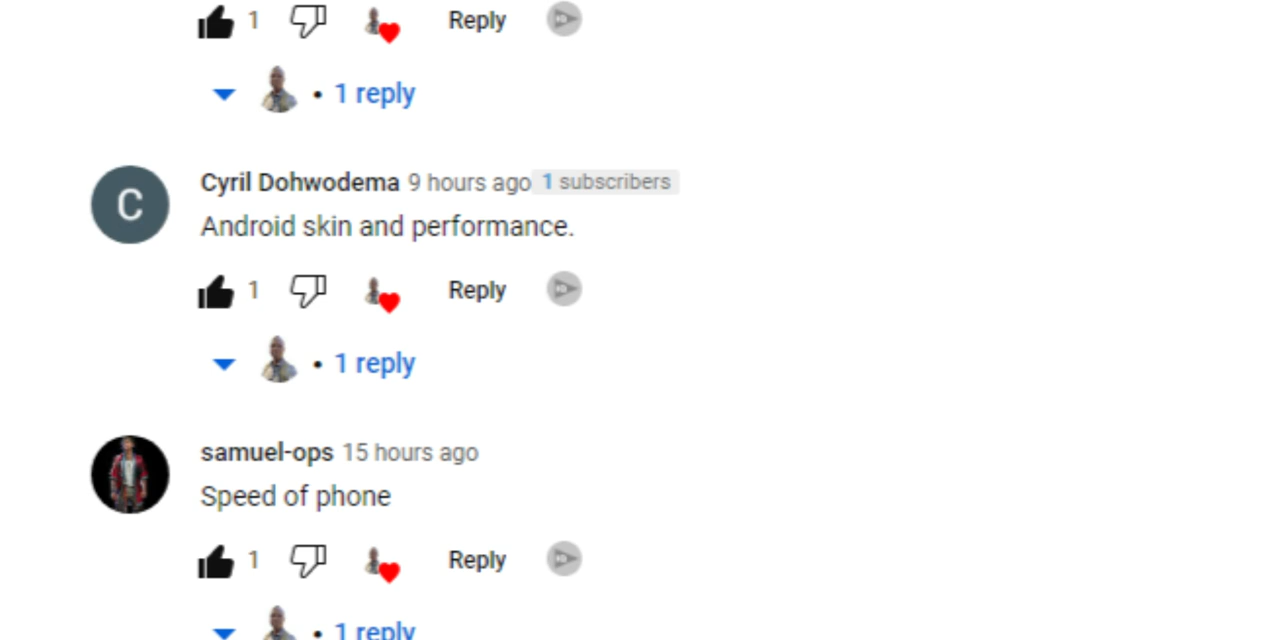 1 Reply
• 1 reply
C
Cyril Dohwodema 9 hours ago 1 subscribers
Android skin and performance.
1 Reply
• 1 reply
samuel-ops 15 hours ago
Speed of phone
1 Reply
• 1 reply